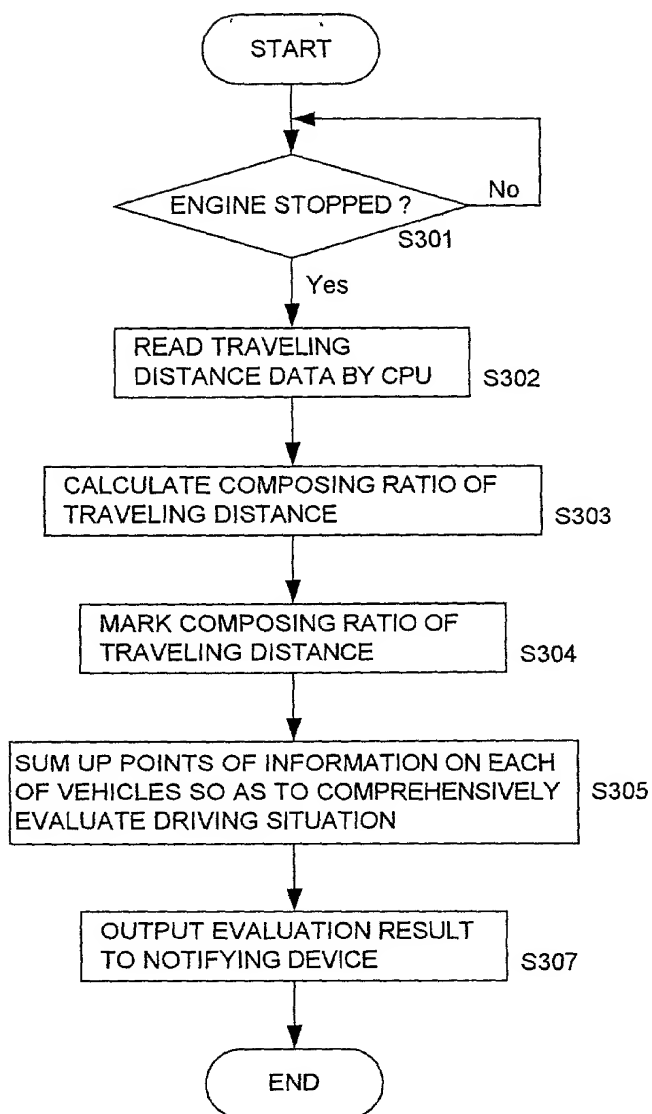 START
ENGINE STOPPED ?
No
S301
Yes
READ TRAVELING
DISTANCE DATA BY CPU
S302
CALCULATE COMPOSING RATIO OF
TRAVELING DISTANCE
S303
MARK COMPOSING RATIO OF
TRAVELING DISTANCE
S304
SUM UP POINTS OF INFORMATION ON EACH
OF VEHICLES SO AS TO COMPREHENSIVELY
EVALUATE DRIVING SITUATION
S305
OUTPUT EVALUATION RESULT
TO NOTIFYING DEVICE
S307
END